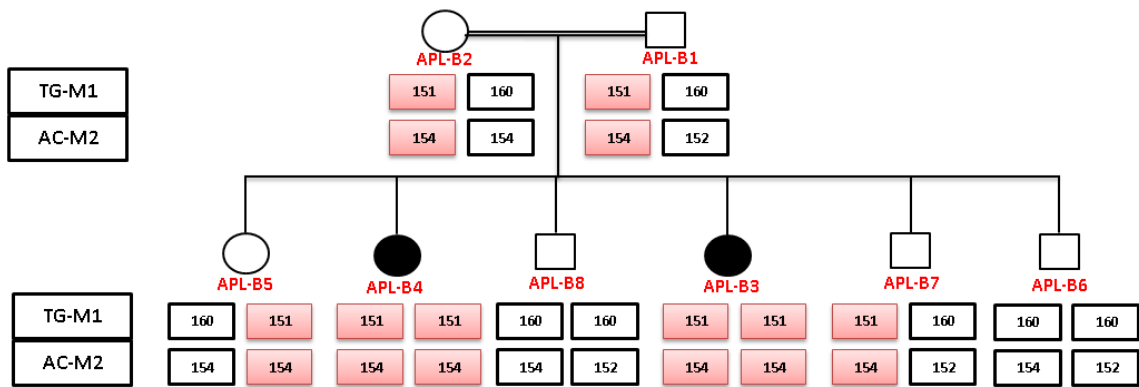 APL-B2 APL-B1
TG-M1 151 160 151 160
AC-M2 154 154 154 152
APL-B5 APL-B4 APL-B8 APL-B3 APL-B7 APL-B6
TG-M1 160 151 151 151 160 160 151 151 151 160 160 160
AC-M2 154 154 154 154 154 152 154 154 154 152 154 152